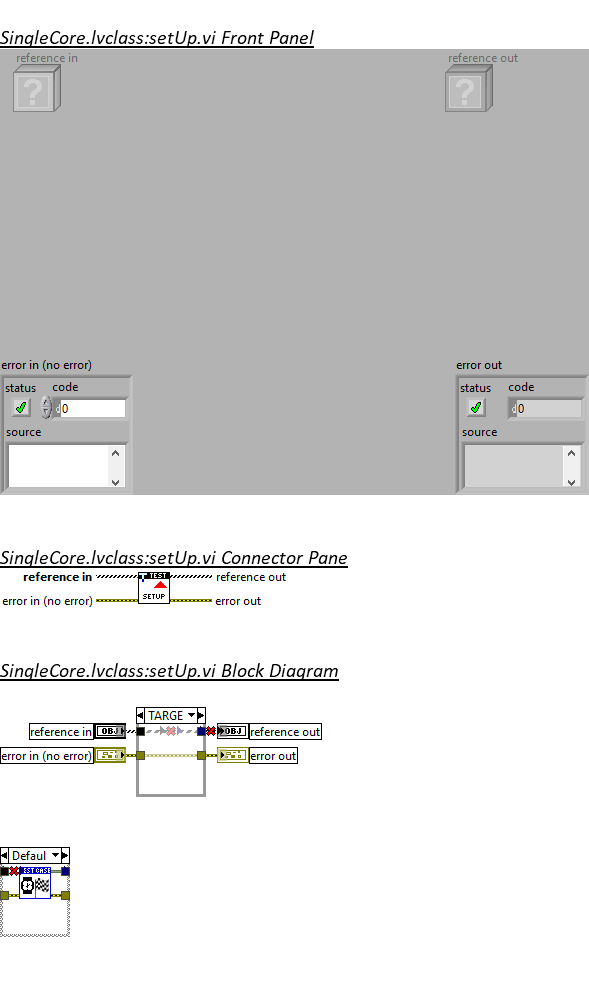 SingleCore.lvclass:setUp.vi Front Panel
reference in
reference out
error in (no error)
error out
status code
status code
d0
d0
source
source
SingleCore.lvclass:setUp.vi Connector Pane
reference in
TEST
reference out
SETUP
error in (no error)
error out
SingleCore.lvclass:setUp.vi Block Diagram
TARGE
reference in
OBJ
OBJ
reference out
error in (no error)
error out
Defaul